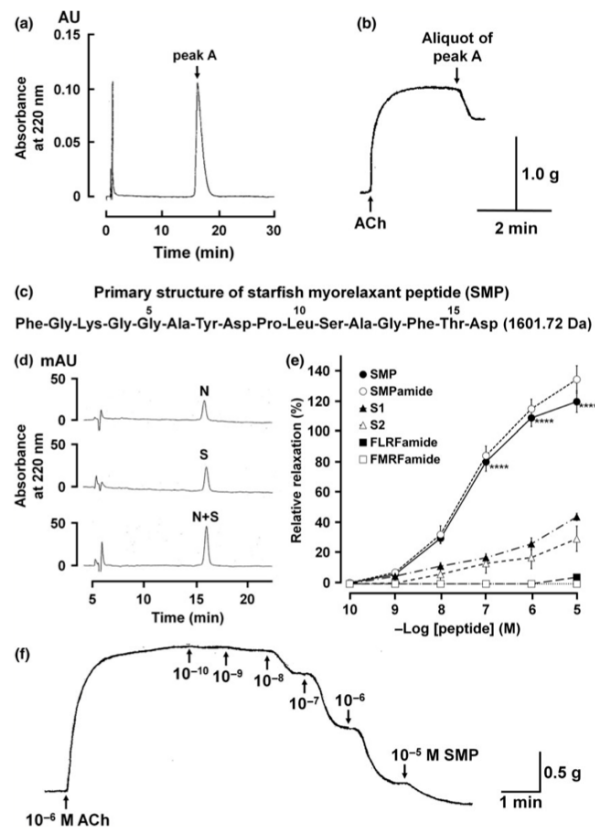 (a)
AU
0.15
0.10
0.05
0
Absorbance
at 220 nm
peak A
0 10 20 30
Time (min)
(b)
Aliquot of
peak A
ACh
1.0 g
2 min
(c) Primary structure of starfish myorelaxant peptide (SMP)
5 10 15
Phe-Gly-Lys-Gly-Gly-Ala-Tyr-Asp-Pro-Leu-Ser-Ala-Gly-Phe-Thr-Asp (1601.72 Da)
(d) mAU
50
0
50
0
50
0
Absorbance
at 220 nm
N
S
N+S
5 10 15 20
Time (min)
(e)
140
120
100
80
60
40
20
0
Relative relaxation (%)
SMP
SMPamide
S1
S2
FLRFamide
FMRFamide
****
****
****
10 9 8 7 6 5
–Log [peptide] (M)
(f)
10⁻⁶ M ACh
10⁻¹⁰
10⁻⁹
10⁻⁸
10⁻⁷
10⁻⁶
10⁻⁵ M SMP
0.5 g
1 min